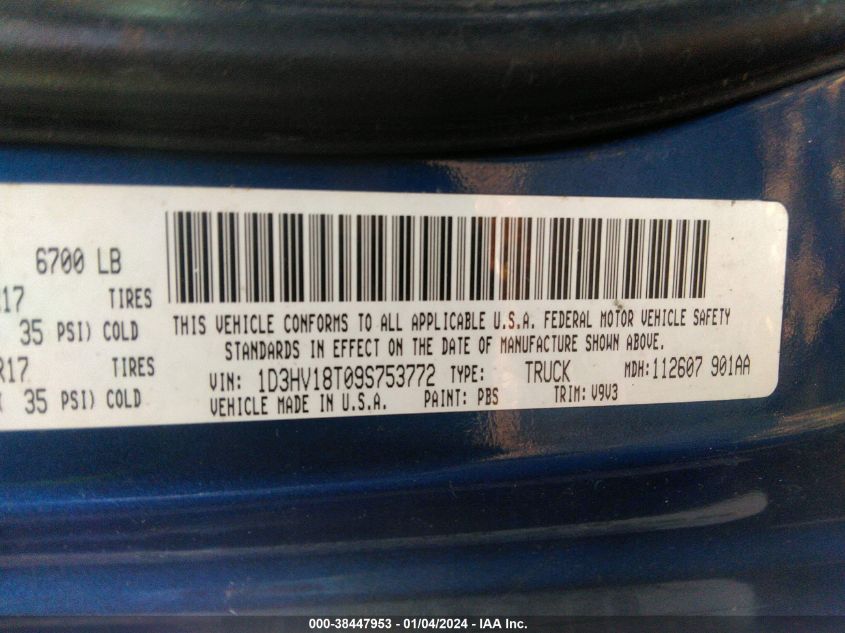 6700 LB
17 TIRES
35 PSI) COLD
R17 TIRES
35 PSI) COLD
THIS VEHICLE CONFORMS TO ALL APPLICABLE U.S.A. FEDERAL MOTOR VEHICLE SAFETY
STANDARDS IN EFFECT ON THE DATE OF MANUFACTURE SHOWN ABOVE.
VIN: 1D3HV18T09S753772 TYPE: TRUCK MDH: 112607 901AA
VEHICLE MADE IN U.S.A. PAINT: PBS TRIM: V9V3
000-38447953 - 01/04/2024 - IAA Inc.